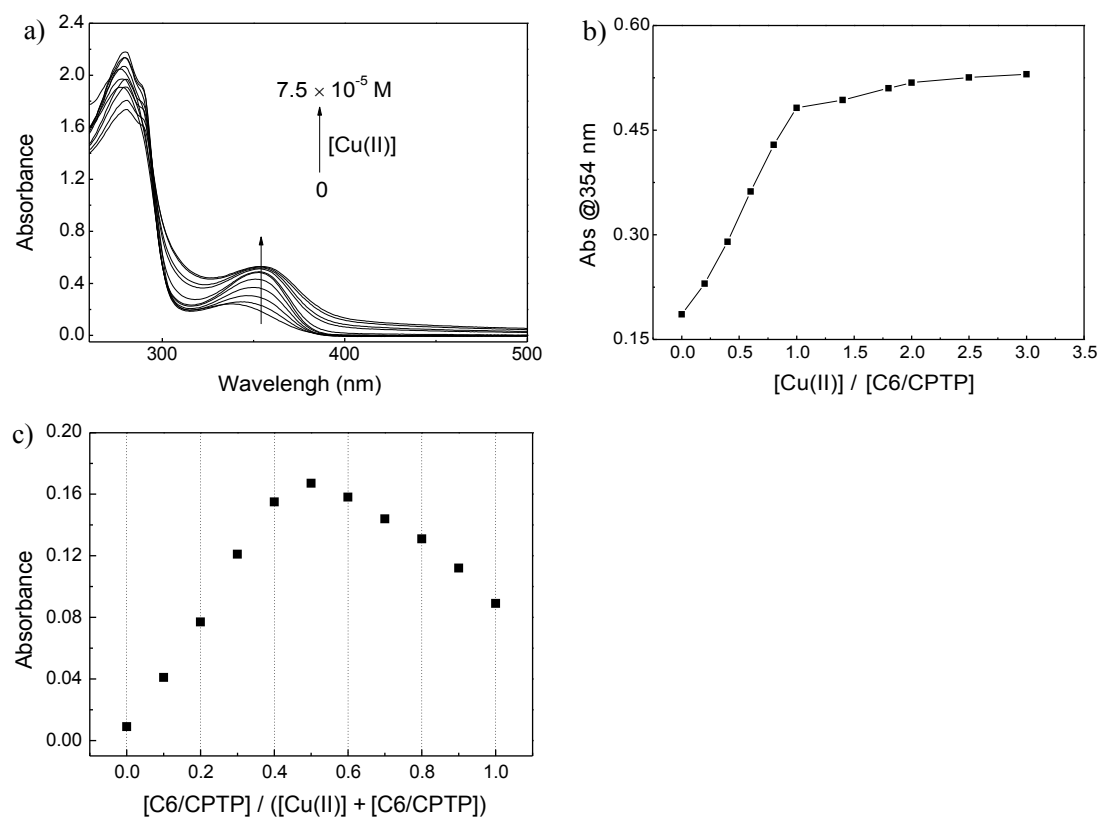 a)
2.4
2.0
1.6
1.2
0.8
0.4
0.0
Absorbance
7.5 × 10⁻⁵ M
[Cu(II)]
0
300
400
500
Wavelengh (nm)
b)
0.60
0.45
0.30
0.15
Abs @354 nm
0.0 0.5 1.0 1.5 2.0 2.5 3.0 3.5
[Cu(II)] / [C6/CPTP]
c)
0.20
0.16
0.12
0.08
0.04
0.00
Absorbance
0.0 0.2 0.4 0.6 0.8 1.0
[C6/CPTP] / ([Cu(II)] + [C6/CPTP])